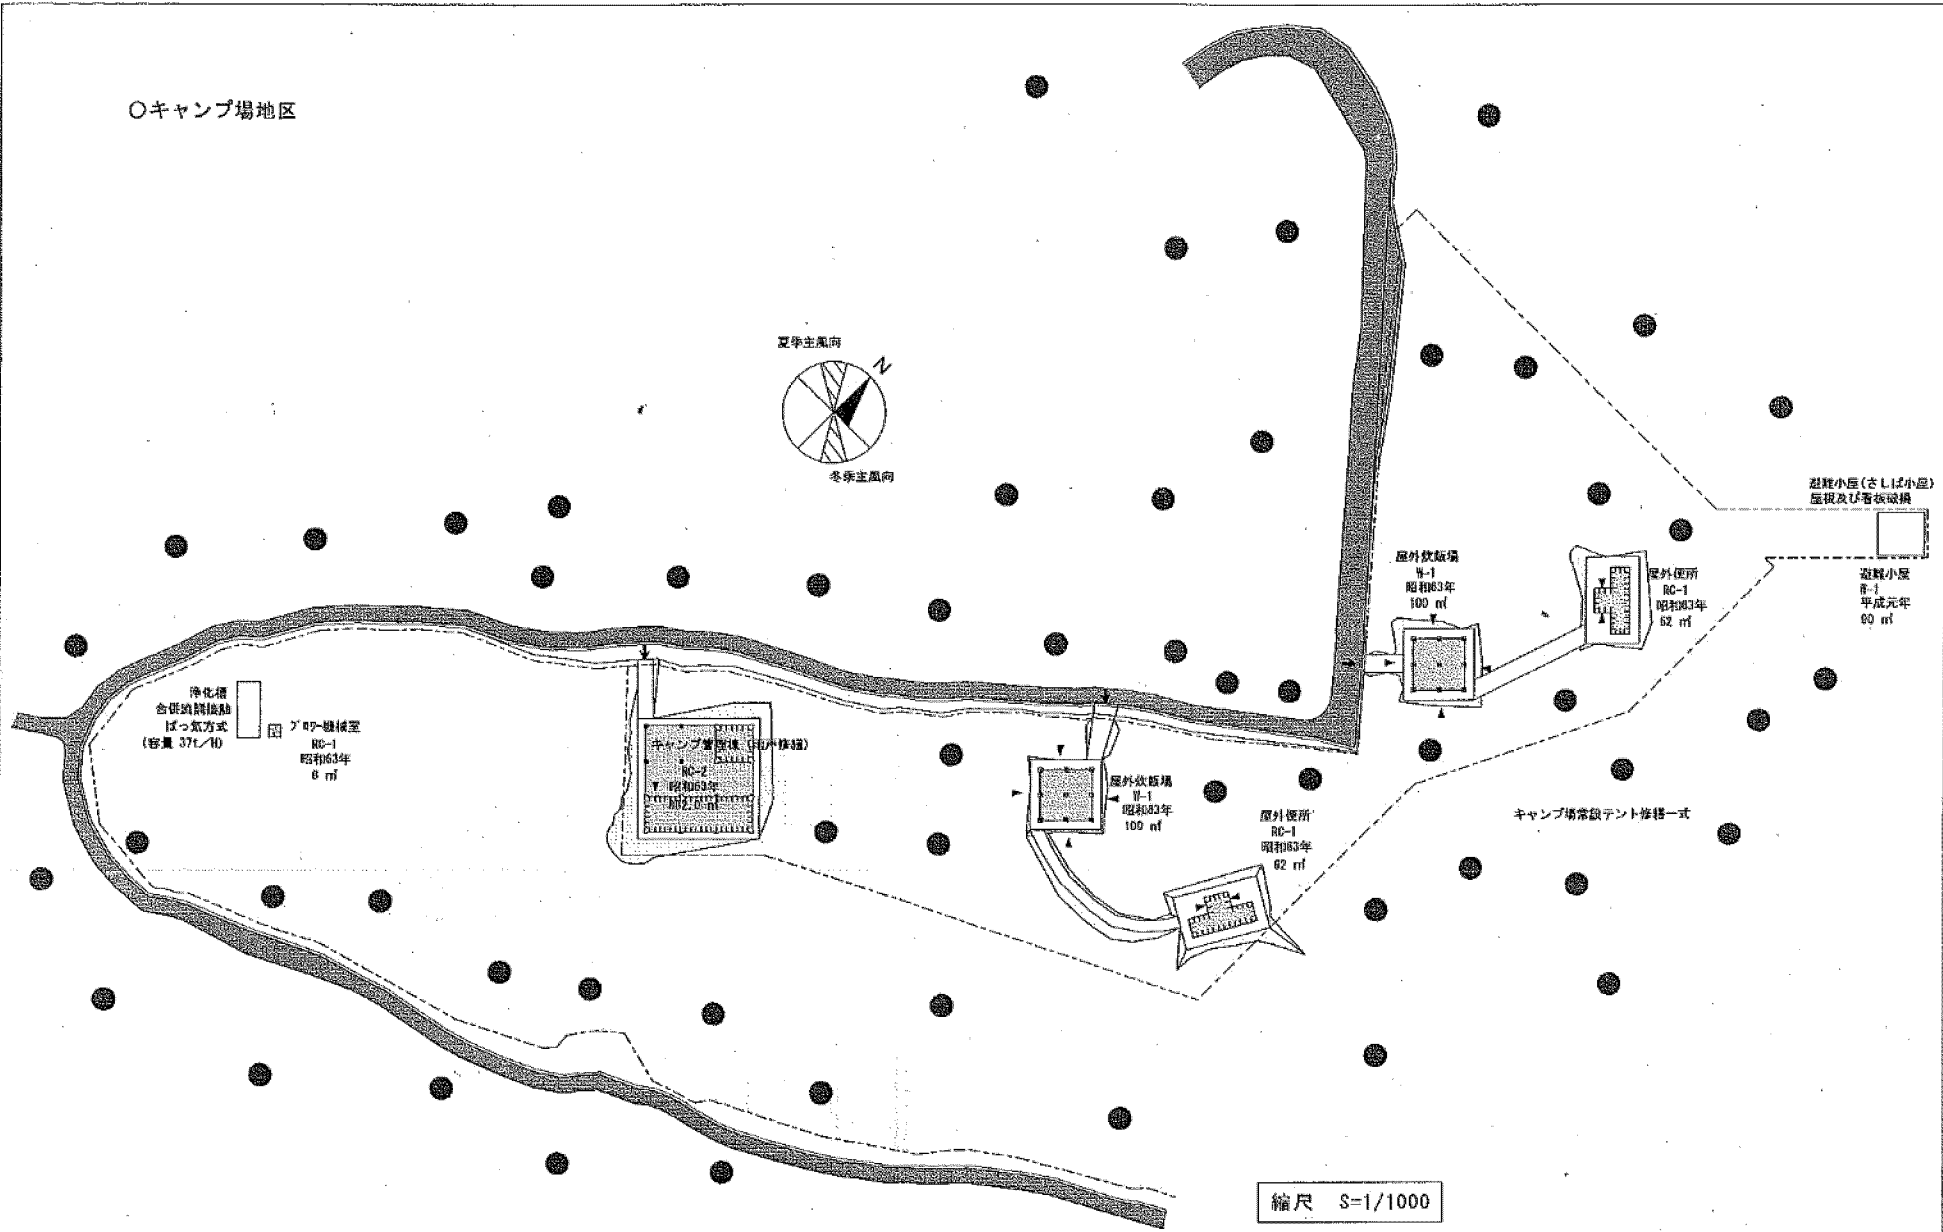 ○キャンプ場地区
夏季主風向
N
冬季主風向
避難小屋(さしば小屋)
屋根及び看板破損
避難小屋
平成元年
90 ㎡
屋外炊飯場
W-1
昭和63年
100 ㎡
屋外便所
RC-1
昭和63年
62 ㎡
浄化槽
ばっ気方式
(容量 37t/日)
ブロワー機械室
RC-1
昭和63年
6 ㎡
キャンプ管理棟
RC-2
昭和63年
屋外炊飯場
W-1
昭和63年
100 ㎡
屋外便所
RC-1
昭和63年
62 ㎡
キャンプ場常設テント修繕一式
縮尺 S=1/1000